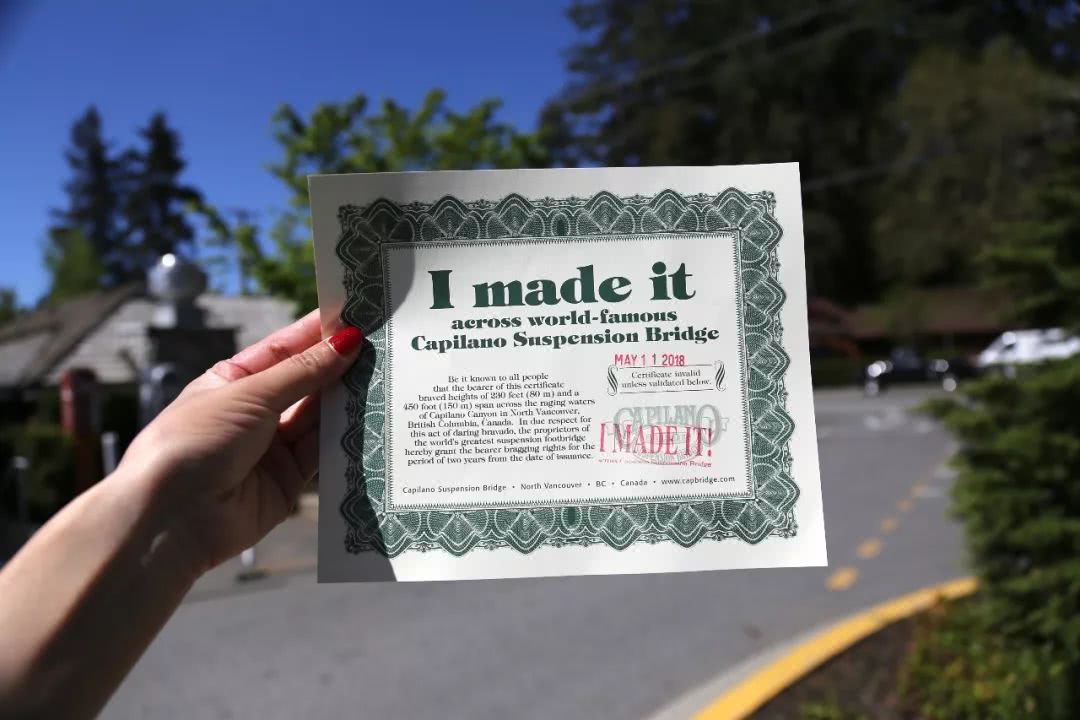 I made it
across world-famous
Capilano Suspension Bridge
MAY 1 1 2018
Certificate invalid
unless validated below.
Be it known to all people
that the bearer of this certificate
braved heights of 230 feet (80 m) and a
450 foot (150 m) span across the raging waters
of Capilano Canyon in North Vancouver,
British Columbia, Canada. In due respect for
this act of daring bravado, the proprietors of
the world's greatest suspension footbridge
hereby grant the bearer bragging rights for the
period of two years from the date of issuance.
CAPILANO
I MADE IT!
Suspension Bridge
Capilano Suspension Bridge • North Vancouver • BC • Canada • www.capbridge.com